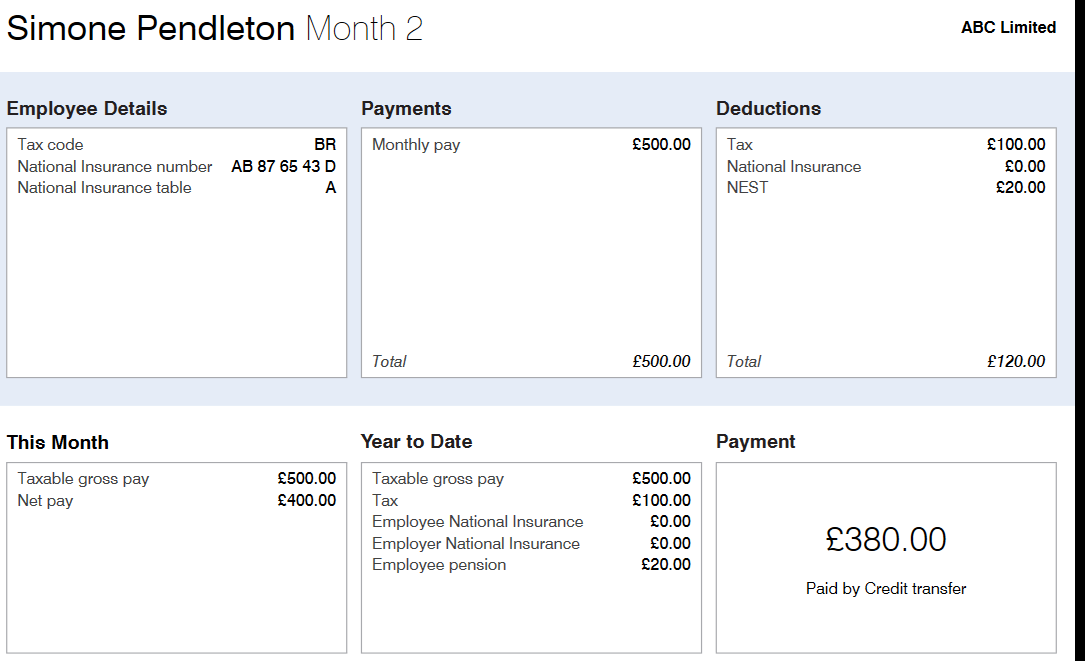 Simone Pendleton Month 2
ABC Limited
Employee Details
Tax code BR
National Insurance number AB 87 65 43 D
National Insurance table A
Payments
Monthly pay £500.00
Total £500.00
Deductions
Tax £100.00
National Insurance £0.00
NEST £20.00
Total £120.00
This Month
Taxable gross pay £500.00
Net pay £400.00
Year to Date
Taxable gross pay £500.00
Tax £100.00
Employee National Insurance £0.00
Employer National Insurance £0.00
Employee pension £20.00
Payment
£380.00
Paid by Credit transfer